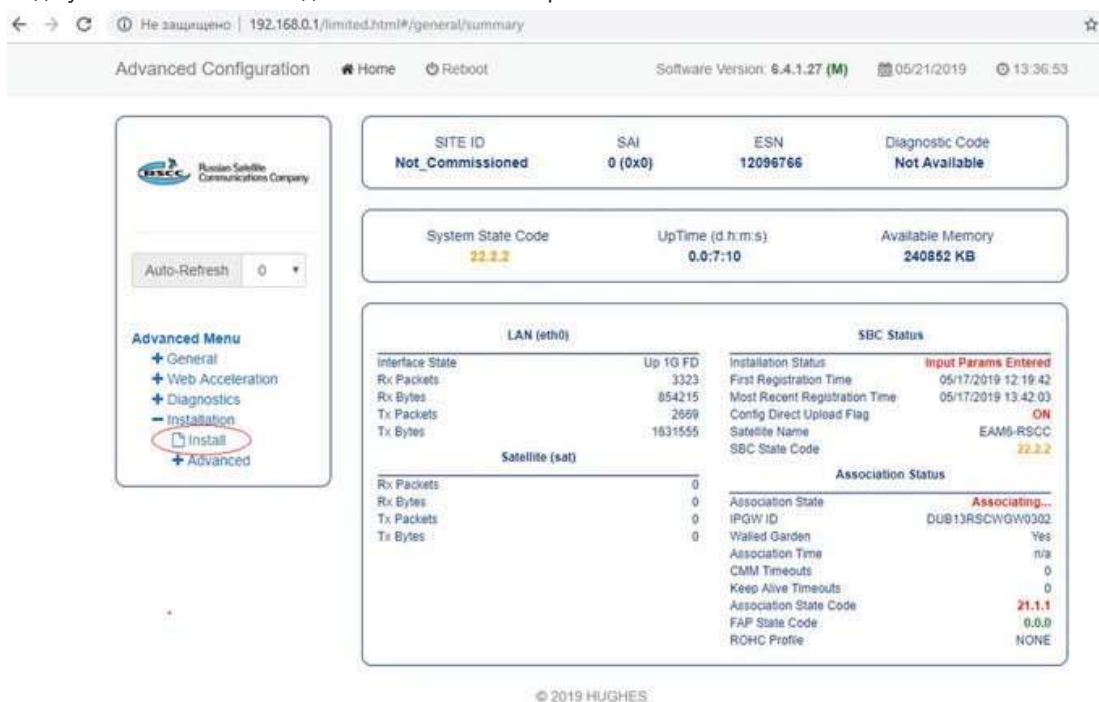 Не защищено | 192.168.0.1/limited.html#/general/summary
Advanced Configuration Home Reboot Software Version: 6.4.1.27 (M) 05/21/2019 13:36:53
RSCC Russian Satellite
Communications Company
SITE ID SAI ESN Diagnostic Code
Not_Commissioned 0 (0x0) 12096766 Not Available
System State Code UpTime (d.h:m:s) Available Memory
22.2.2 0.0:7:10 240852 KB
Auto-Refresh 0
Advanced Menu
General
Web Acceleration
Diagnostics
Installation
Install
Advanced
LAN (eth0)
Interface State Up 1G FD
Rx Packets 3323
Rx Bytes 854215
Tx Packets 2669
Tx Bytes 1631555
Satellite (sat)
Rx Packets 0
Rx Bytes 0
Tx Packets 0
Tx Bytes 0
SBC Status
Installation Status Input Params Entered
First Registration Time 05/17/2019 12:19:42
Most Recent Registration Time 05/17/2019 13:42:03
Config Direct Upload Flag ON
Satellite Name EAM6-RSCC
SBC State Code 22.2.2
Association Status
Association State Associating...
IPGW ID DUB13RSCWGW0302
Walled Garden Yes
Association Time n/a
CMM Timeouts 0
Keep Alive Timeouts 0
Association State Code 21.1.1
FAP State Code 0.0.0
ROHC Profile NONE
© 2019 HUGHES